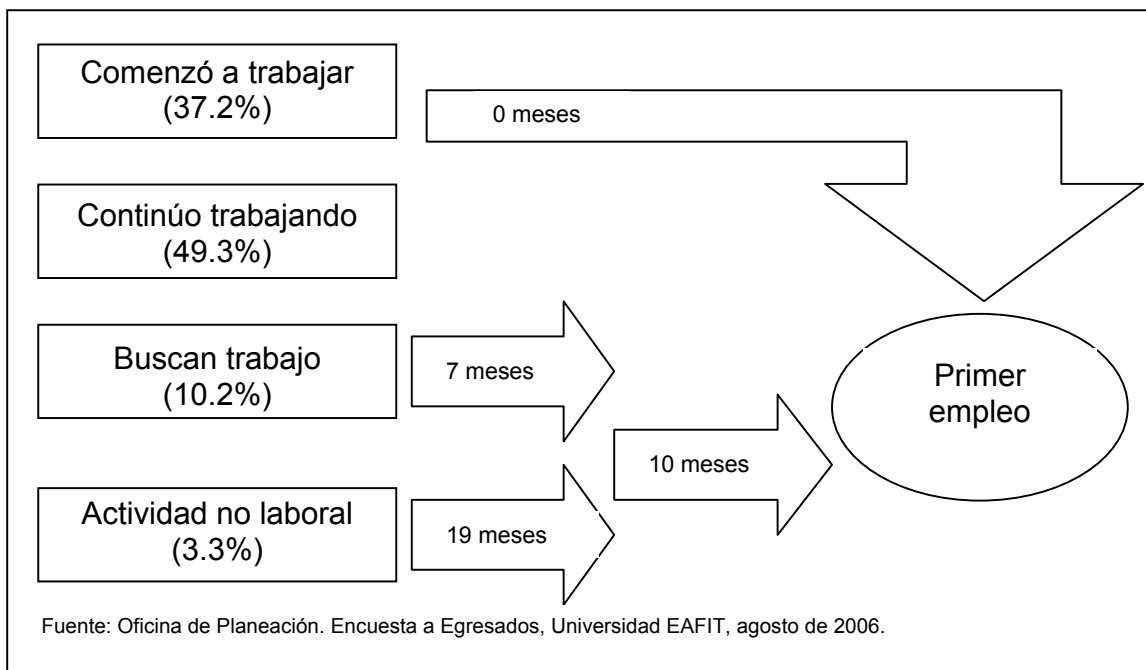 Comenzó a trabajar
(37.2%)
0 meses
Continúo trabajando
(49.3%)
Buscan trabajo
(10.2%)
7 meses
Primer
empleo
10 meses
Actividad no laboral
(3.3%)
19 meses
Fuente: Oficina de Planeación. Encuesta a Egresados, Universidad EAFIT, agosto de 2006.